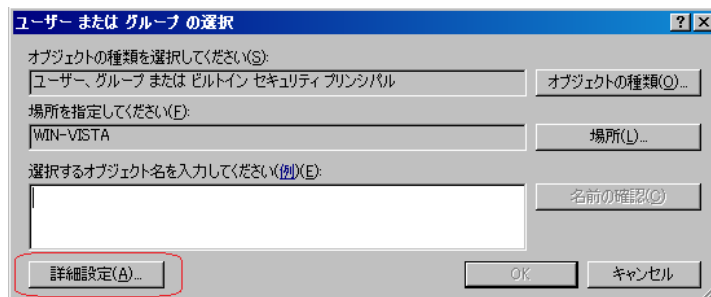 ユーザー または グループ の選択
オブジェクトの種類を選択してください(S):
ユーザー、グループ または ビルトイン セキュリティ プリンシパル
オブジェクトの種類(O)...
場所を指定してください(F):
WIN-VISTA
場所(L)...
選択するオブジェクト名を入力してください(例)(E):
名前の確認(C)
詳細設定(A)...
OK
キャンセル